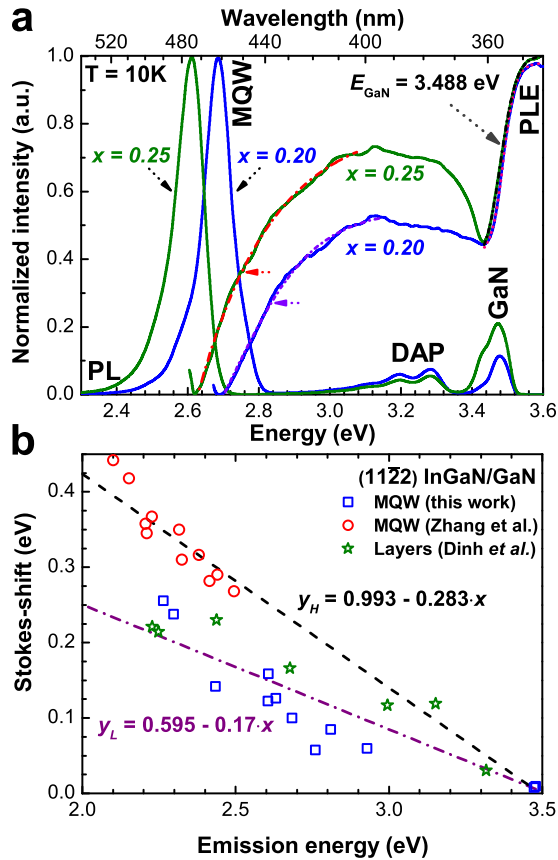 a
Wavelength (nm)
520 480 440 400 360
T = 10K
MQW
E_GaN = 3.488 eV
PLE
x = 0.25
x = 0.20
x = 0.25
x = 0.20
PL
DAP
GaN
Normalized intensity (a.u.)
1.0
0.8
0.6
0.4
0.2
0.0
2.4 2.6 2.8 3.0 3.2 3.4 3.6
Energy (eV)
b
(112̄2) InGaN/GaN
MQW (this work)
MQW (Zhang et al.)
Layers (Dinh et al.)
y_H = 0.993 - 0.283·x
y_L = 0.595 - 0.17·x
Stokes-shift (eV)
0.4
0.3
0.2
0.1
0.0
2.0 2.5 3.0 3.5
Emission energy (eV)